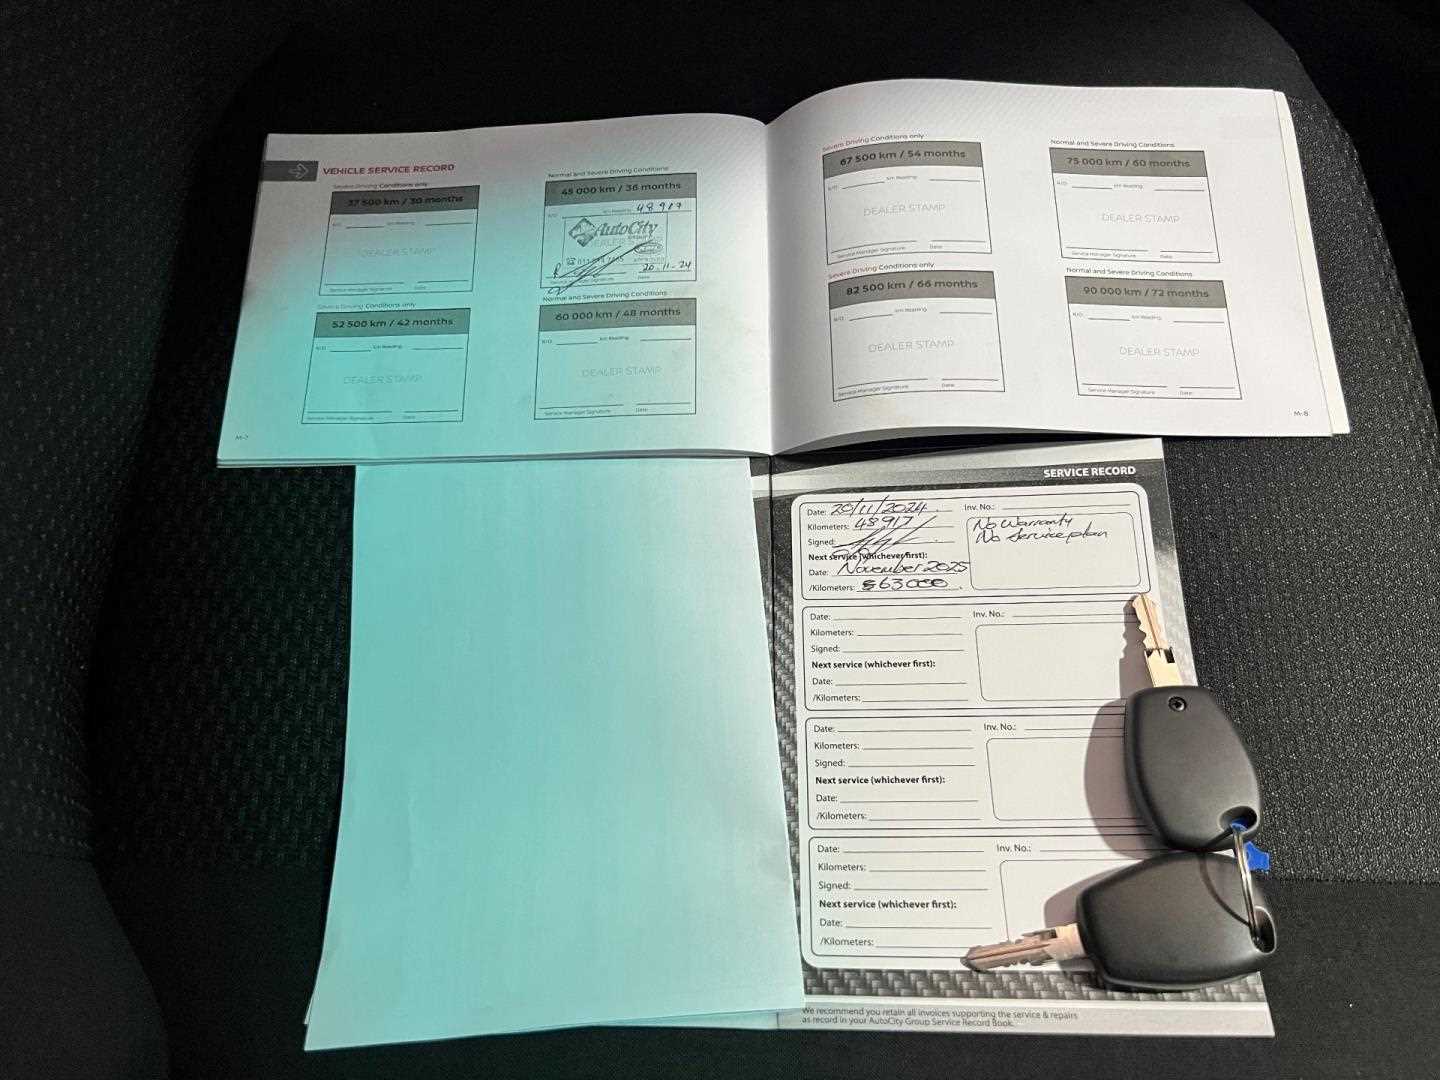 VEHICLE SERVICE RECORD
Severe Driving Conditions only
37 500 km / 30 months
R/O km Reading
DEALER STAMP
Service Manager Signature Date:
Normal and Severe Driving Conditions
45 000 km / 36 months
R/O km Reading 48917
AutoCity
DEALER
20-11-24
Service Manager Signature Date:
Severe Driving Conditions only
52 500 km / 42 months
R/O km Reading
DEALER STAMP
Service Manager Signature Date:
Normal and Severe Driving Conditions
60 000 km / 48 months
R/O km Reading
DEALER STAMP
Service Manager Signature Date:
M-7
Severe Driving Conditions only
67 500 km / 54 months
R/O km Reading
DEALER STAMP
Service Manager Signature Date:
Normal and Severe Driving Conditions
75 000 km / 60 months
R/O km Reading
DEALER STAMP
Service Manager Signature Date:
Severe Driving Conditions only
82 500 km / 66 months
R/O km Reading
DEALER STAMP
Service Manager Signature Date:
Normal and Severe Driving Conditions
90 000 km / 72 months
R/O km Reading
DEALER STAMP
Service Manager Signature Date:
M-8
SERVICE RECORD
Date: 20/11/2024 Inv. No.:
Kilometers: 48917 No Warranty
Signed: No Service plan
Next service (whichever first):
Date: November 2025
/Kilometers: 63000
Date: Inv. No.:
Kilometers:
Signed:
Next service (whichever first):
Date:
/Kilometers:
Date: Inv. No.:
Kilometers:
Signed:
Next service (whichever first):
Date:
/Kilometers:
Date: Inv. No.:
Kilometers:
Signed:
Next service (whichever first):
Date:
/Kilometers:
We recommend you retain all invoices supporting the service & repairs
as record in your AutoCity Group Service Record Book.